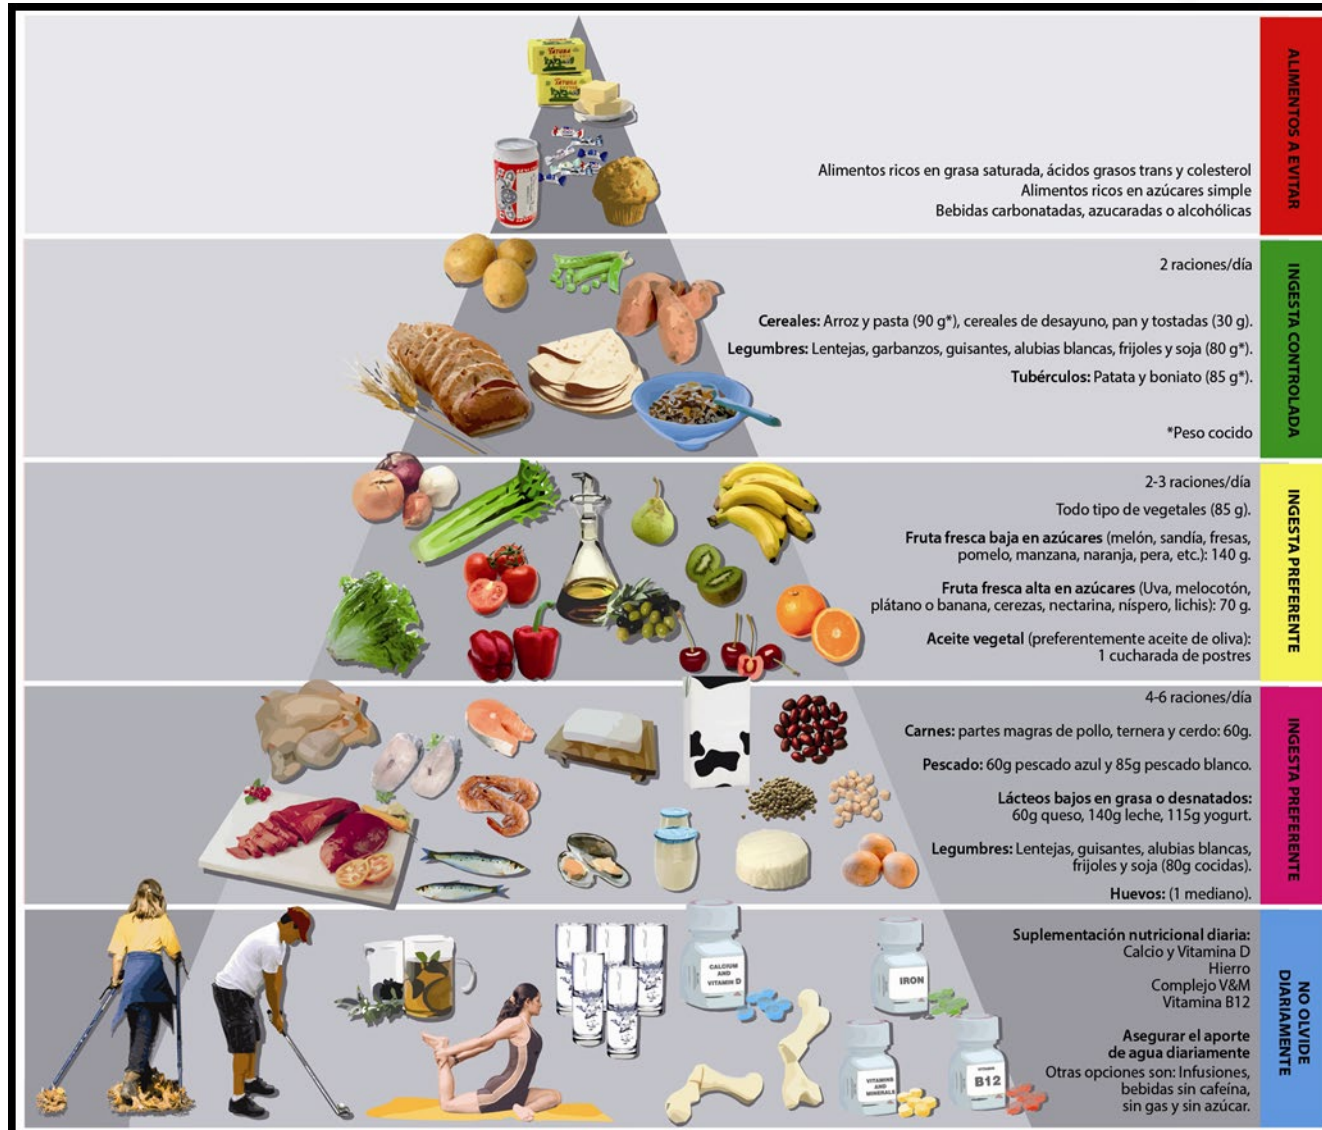 ALIMENTOS A EVITAR
TATUBA
TATUBA
Alimentos ricos en grasa saturada, ácidos grasos trans y colesterol
Alimentos ricos en azúcares simple
Bebidas carbonatadas, azucaradas o alcohólicas
INGESTA CONTROLADA
2 raciones/día
Cereales: Arroz y pasta (90 g*), cereales de desayuno, pan y tostadas (30 g).
Legumbres: Lentejas, garbanzos, guisantes, alubias blancas, frijoles y soja (80 g*).
Tubérculos: Patata y boniato (85 g*).
*Peso cocido
INGESTA PREFERENTE
2-3 raciones/día
Todo tipo de vegetales (85 g).
Fruta fresca baja en azúcares (melón, sandía, fresas,
pomelo, manzana, naranja, pera, etc.): 140 g.
Fruta fresca alta en azúcares (Uva, melocotón,
plátano o banana, cerezas, nectarina, níspero, lichis): 70 g.
Aceite vegetal (preferentemente aceite de oliva):
1 cucharada de postres
INGESTA PREFERENTE
4-6 raciones/día
Carnes: partes magras de pollo, ternera y cerdo: 60g.
Pescado: 60g pescado azul y 85g pescado blanco.
Lácteos bajos en grasa o desnatados:
60g queso, 140g leche, 115g yogurt.
Legumbres: Lentejas, guisantes, alubias blancas,
frijoles y soja (80g cocidas).
Huevos: (1 mediano).
NO OLVIDE
DIARIAMENTE
Suplementación nutricional diaria:
Calcio y Vitamina D
Hierro
Complejo V&M
Vitamina B12
Asegurar el aporte
de agua diariamente
Otras opciones son: Infusiones,
bebidas sin cafeína,
sin gas y sin azúcar.
CALCIUM
AND
VITAMIN D
IRON
VITAMINS
AND
MINERALS
B12